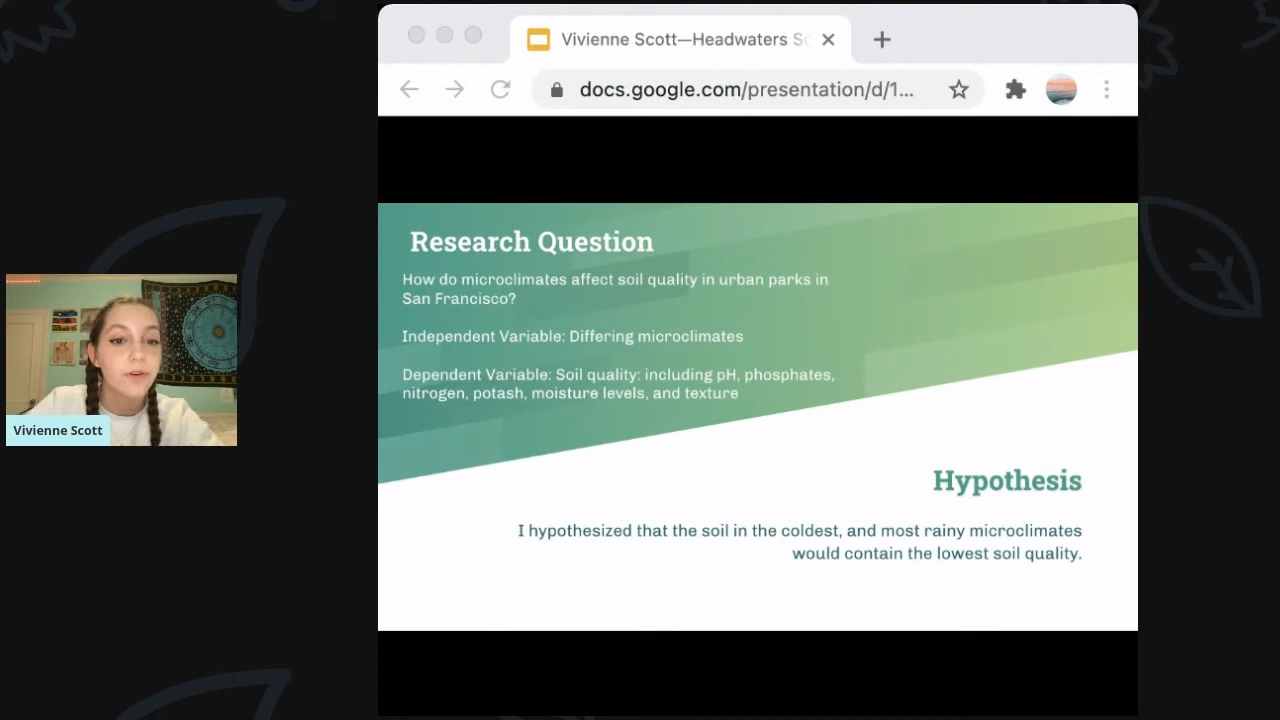 Vivienne Scott—Headwaters Sc
docs.google.com/presentation/d/1...
Research Question
How do microclimates affect soil quality in urban parks in
San Francisco?
Independent Variable: Differing microclimates
Dependent Variable: Soil quality: including pH, phosphates,
nitrogen, potash, moisture levels, and texture
Vivienne Scott
Hypothesis
I hypothesized that the soil in the coldest, and most rainy microclimates
would contain the lowest soil quality.